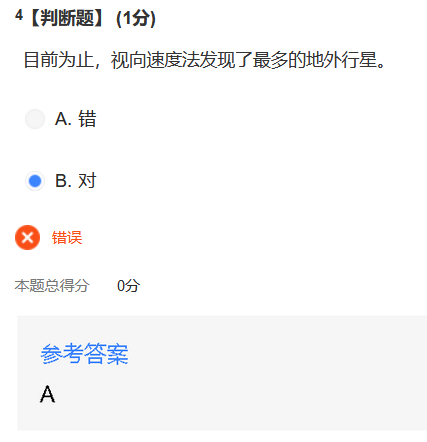 4【判断题】 (1分)
目前为止，视向速度法发现了最多的地外行星。
A. 错
B. 对
错误
本题总得分 0分
参考答案
A